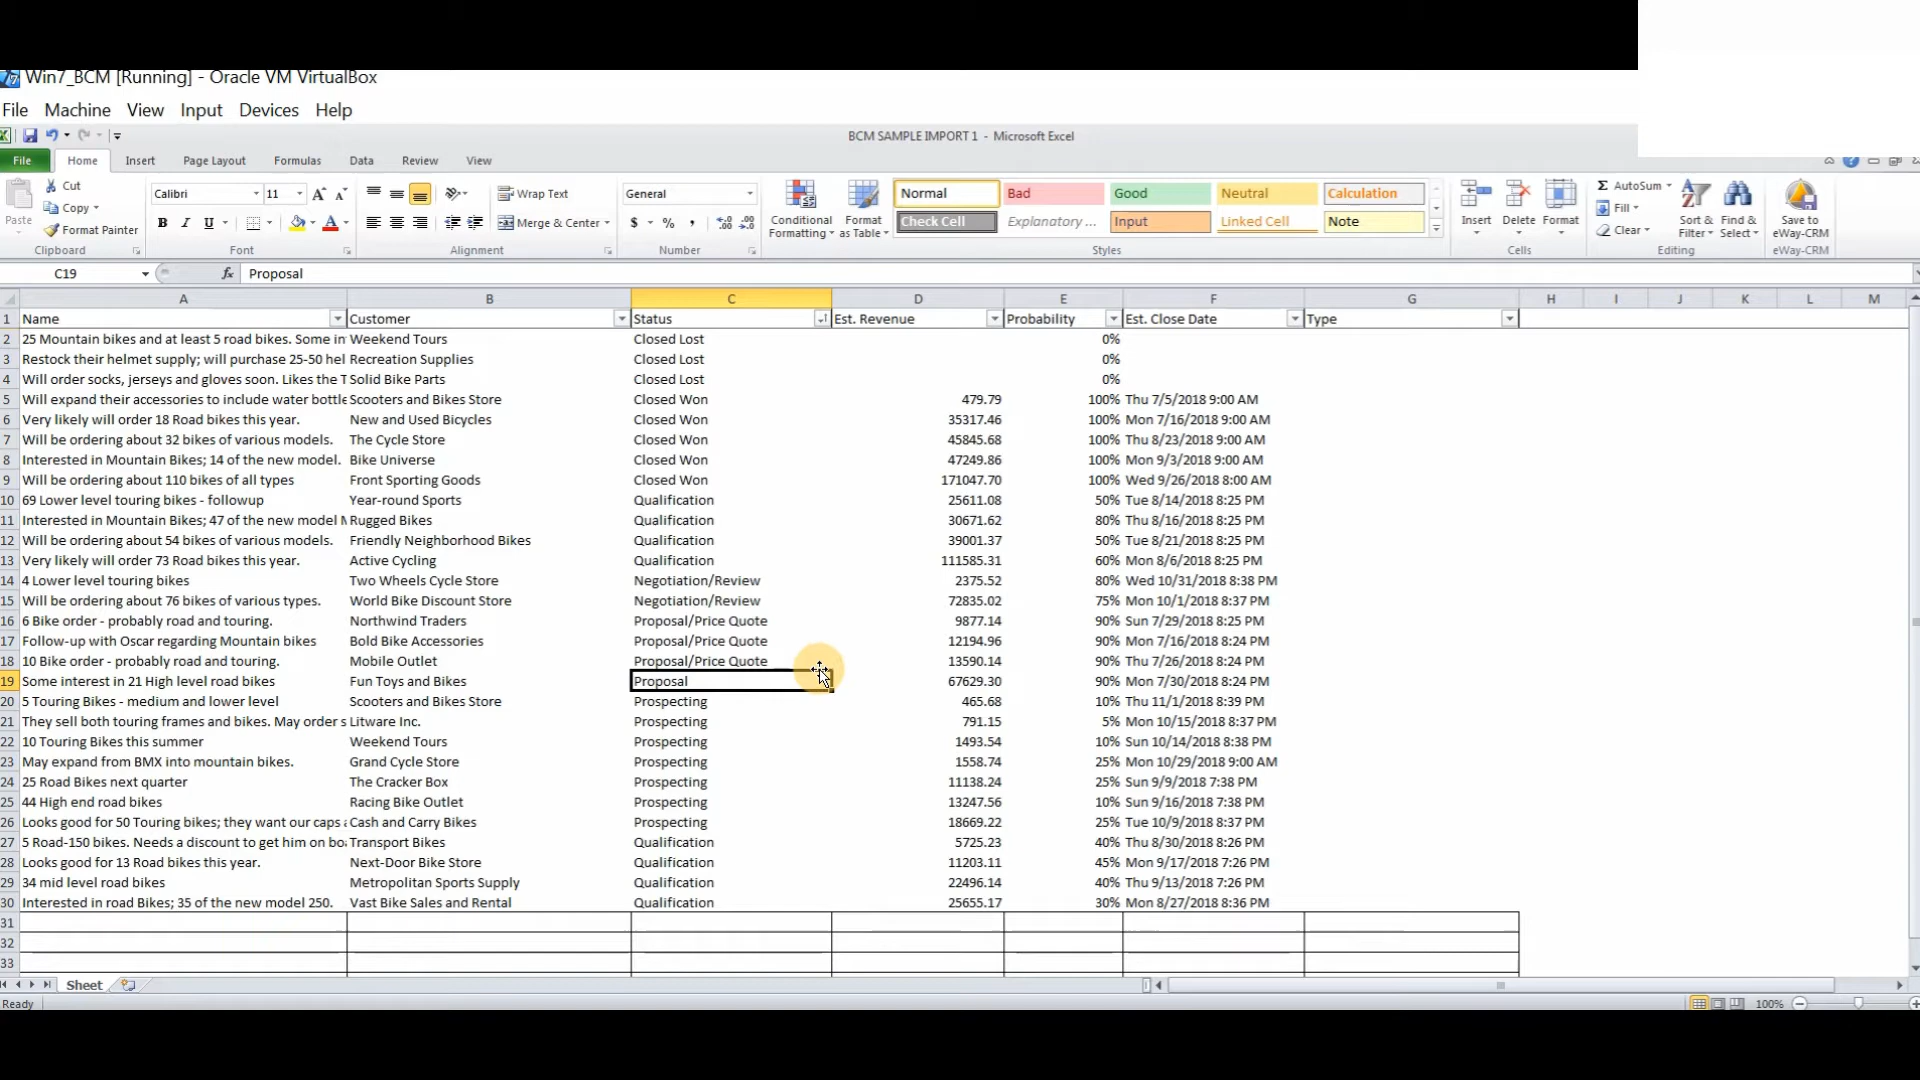 Win7_BCM [Running] - Oracle VM VirtualBox
File Machine View Input Devices Help
BCM SAMPLE IMPORT 1 - Microsoft Excel
File Home Insert Page Layout Formulas Data Review View
Cut
Calibri 11
Wrap Text
General
Normal Bad Good Neutral Calculation
AutoSum
Paste Copy
Conditional Formatting Format as Table
Insert Delete Format
Fill
Sort & Filter Find & Select
Save to eWay-CRM
Format Painter
B I U
Merge & Center
$ % ,
Check Cell Explanatory ... Input Linked Cell Note
Clear
Clipboard Font Alignment Number Styles Cells Editing eWay-CRM
C19 fx Proposal
A B C D E F G H I J K L M
1 Name Customer Status Est. Revenue Probability Est. Close Date Type
2 25 Mountain bikes and at least 5 road bikes. Some in Weekend Tours Closed Lost 0%
3 Restock their helmet supply; will purchase 25-50 hel Recreation Supplies Closed Lost 0%
4 Will order socks, jerseys and gloves soon. Likes the T Solid Bike Parts Closed Lost 0%
5 Will expand their accessories to include water bottle Scooters and Bikes Store Closed Won 479.79 100% Thu 7/5/2018 9:00 AM
6 Very likely will order 18 Road bikes this year. New and Used Bicycles Closed Won 35317.46 100% Mon 7/16/2018 9:00 AM
7 Will be ordering about 32 bikes of various models. The Cycle Store Closed Won 45845.68 100% Thu 8/23/2018 9:00 AM
8 Interested in Mountain Bikes; 14 of the new model. Bike Universe Closed Won 47249.86 100% Mon 9/3/2018 9:00 AM
9 Will be ordering about 110 bikes of all types Front Sporting Goods Closed Won 171047.70 100% Wed 9/26/2018 8:00 AM
10 69 Lower level touring bikes - followup Year-round Sports Qualification 25611.08 50% Tue 8/14/2018 8:25 PM
11 Interested in Mountain Bikes; 47 of the new model M Rugged Bikes Qualification 30671.62 80% Thu 8/16/2018 8:25 PM
12 Will be ordering about 54 bikes of various models. Friendly Neighborhood Bikes Qualification 39001.37 50% Tue 8/21/2018 8:25 PM
13 Very likely will order 73 Road bikes this year. Active Cycling Qualification 111585.31 60% Mon 8/6/2018 8:25 PM
14 4 Lower level touring bikes Two Wheels Cycle Store Negotiation/Review 2375.52 80% Wed 10/31/2018 8:38 PM
15 Will be ordering about 76 bikes of various types. World Bike Discount Store Negotiation/Review 72835.02 75% Mon 10/1/2018 8:37 PM
16 6 Bike order - probably road and touring. Northwind Traders Proposal/Price Quote 9877.14 90% Sun 7/29/2018 8:25 PM
17 Follow-up with Oscar regarding Mountain bikes Bold Bike Accessories Proposal/Price Quote 12194.96 90% Mon 7/16/2018 8:24 PM
18 10 Bike order - probably road and touring. Mobile Outlet Proposal/Price Quote 13590.14 90% Thu 7/26/2018 8:24 PM
19 Some interest in 21 High level road bikes Fun Toys and Bikes Proposal 67629.30 90% Mon 7/30/2018 8:24 PM
20 5 Touring Bikes - medium and lower level Scooters and Bikes Store Prospecting 465.68 10% Thu 11/1/2018 8:39 PM
21 They sell both touring frames and bikes. May order s Litware Inc. Prospecting 791.15 5% Mon 10/15/2018 8:37 PM
22 10 Touring Bikes this summer Weekend Tours Prospecting 1493.54 10% Sun 10/14/2018 8:38 PM
23 May expand from BMX into mountain bikes. Grand Cycle Store Prospecting 1558.74 25% Mon 10/29/2018 9:00 AM
24 25 Road Bikes next quarter The Cracker Box Prospecting 11138.24 25% Sun 9/9/2018 7:38 PM
25 44 High end road bikes Racing Bike Outlet Prospecting 13247.56 10% Sun 9/16/2018 7:38 PM
26 Looks good for 50 Touring bikes; they want our caps a Cash and Carry Bikes Prospecting 18669.22 25% Tue 10/9/2018 8:37 PM
27 5 Road-150 bikes. Needs a discount to get him on bo Transport Bikes Qualification 5725.23 40% Thu 8/30/2018 8:26 PM
28 Looks good for 13 Road bikes this year. Next-Door Bike Store Qualification 11203.11 45% Mon 9/17/2018 7:26 PM
29 34 mid level road bikes Metropolitan Sports Supply Qualification 22496.14 40% Thu 9/13/2018 7:26 PM
30 Interested in road Bikes; 35 of the new model 250. Vast Bike Sales and Rental Qualification 25655.17 30% Mon 8/27/2018 8:36 PM
31
32
33
Sheet
Ready 100%